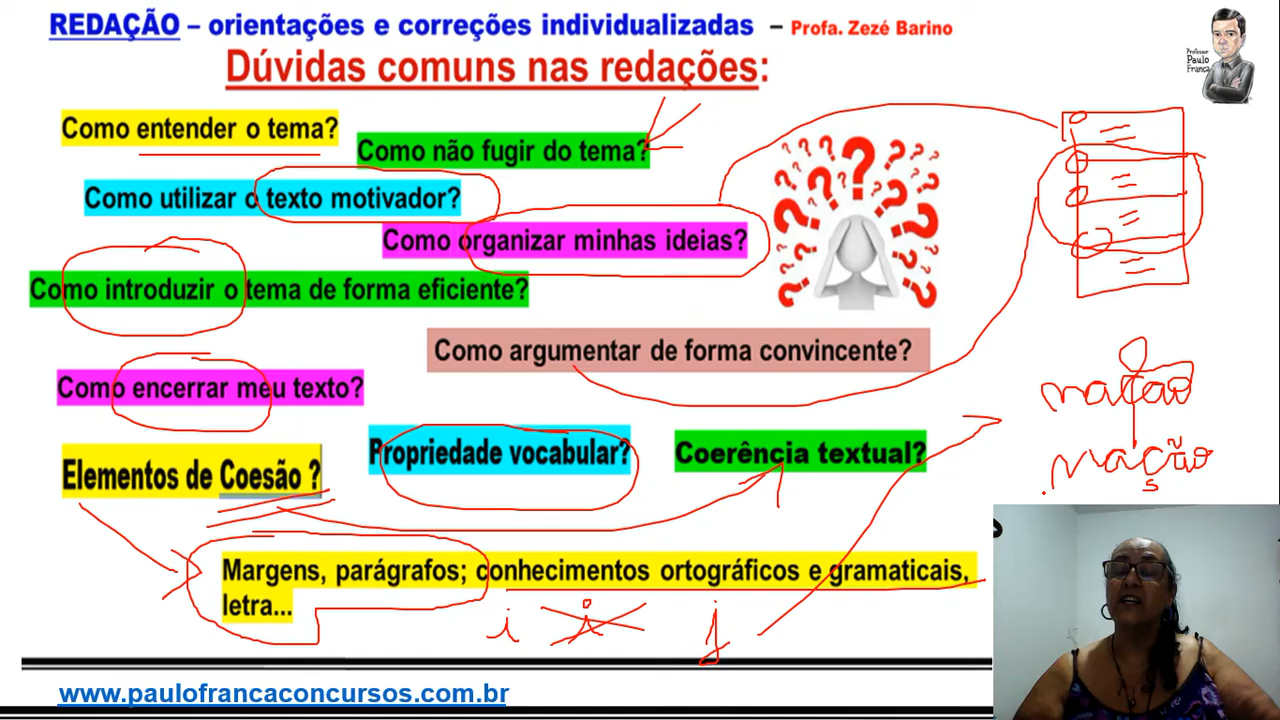 REDAÇÃO – orientações e correções individualizadas – Profa. Zezé Barino
Dúvidas comuns nas redações:
Professor
Paulo
França
Como entender o tema?
Como não fugir do tema?
Como utilizar o texto motivador?
Como organizar minhas ideias?
Como introduzir o tema de forma eficiente?
Como argumentar de forma convincente?
Como encerrar meu texto?
Propriedade vocabular?
Coerência textual?
Elementos de Coesão ?
Margens, parágrafos; conhecimentos ortográficos e gramaticais,
letra...
i i j
nação
s
www.paulofrancaconcursos.com.br